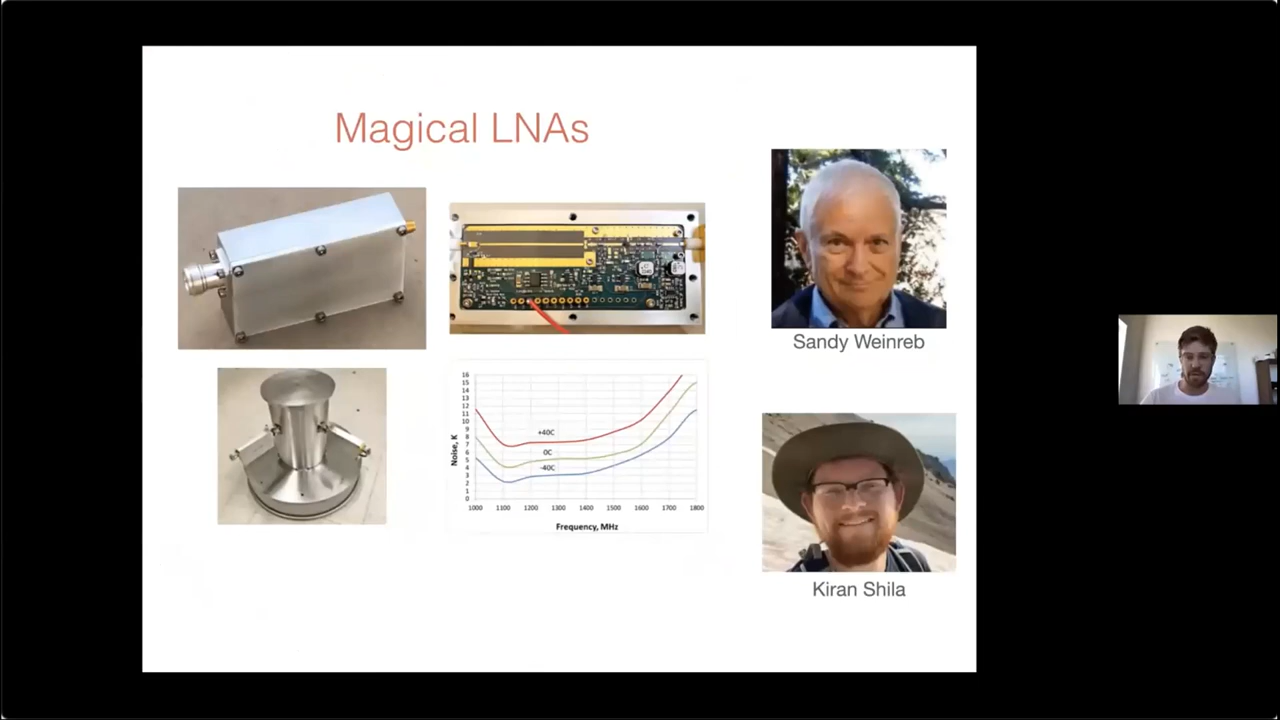 Magical LNAs
Sandy Weinreb
Kiran Shila
16
15
14
13
12
11
10
9
8
7
6
5
4
3
2
1
0
Noise, K
+40C
0C
-40C
1000 1100 1200 1300 1400 1500 1600 1700 1800
Frequency, MHz